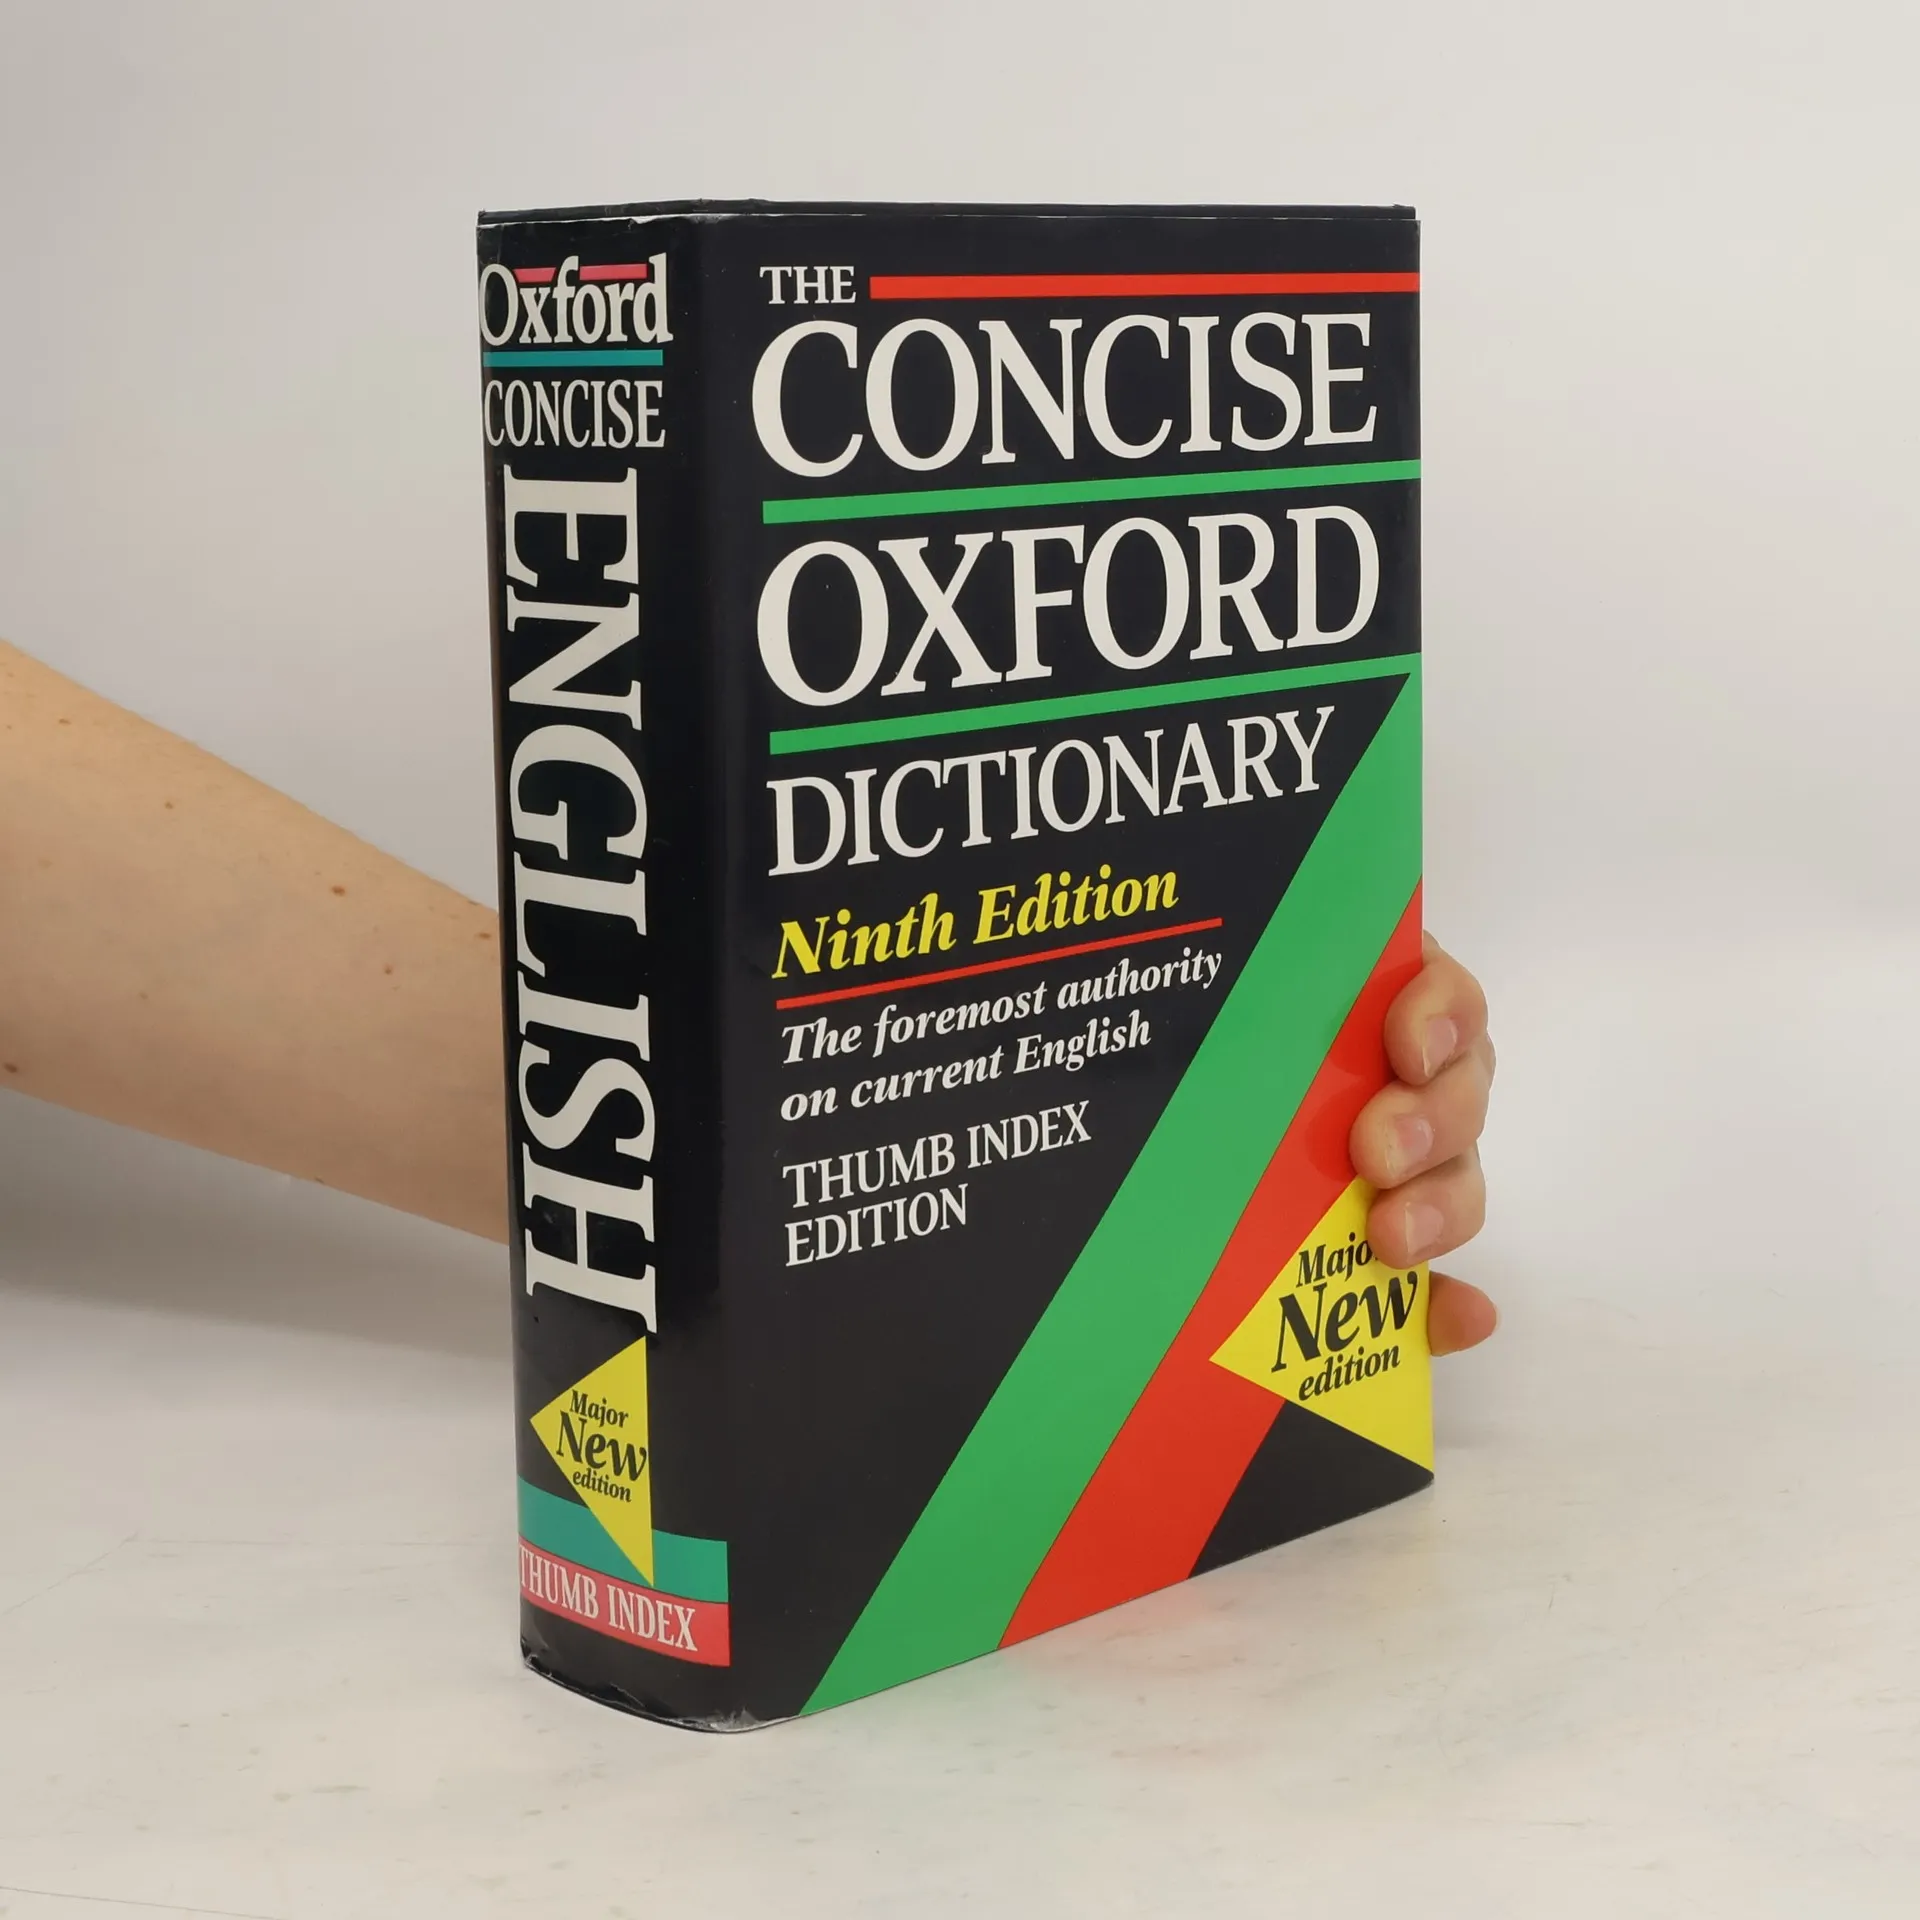 Oxford
CONCISE
ENGLISH
Major
New
edition
THUMB INDEX
THE
CONCISE
OXFORD
DICTIONARY
Ninth Edition
The foremost authority
on current English
THUMB INDEX
EDITION
Major
New
edition